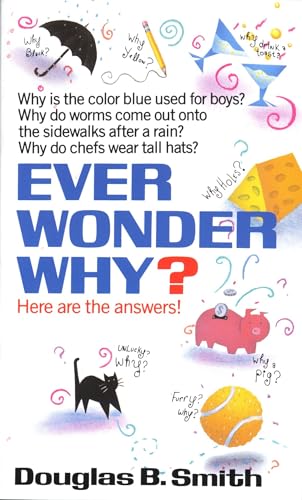 Why Blink?
Why Yellow?
Why drink a toast?
Why is the color blue used for boys?
Why do worms come out onto
the sidewalks after a rain?
Why do chefs wear tall hats?
Why Holes?
EVER
WONDER
WHY?
Here are the answers!
Unlucky?
Why?
Why a pig?
Furry?
Why?
Douglas B. Smith